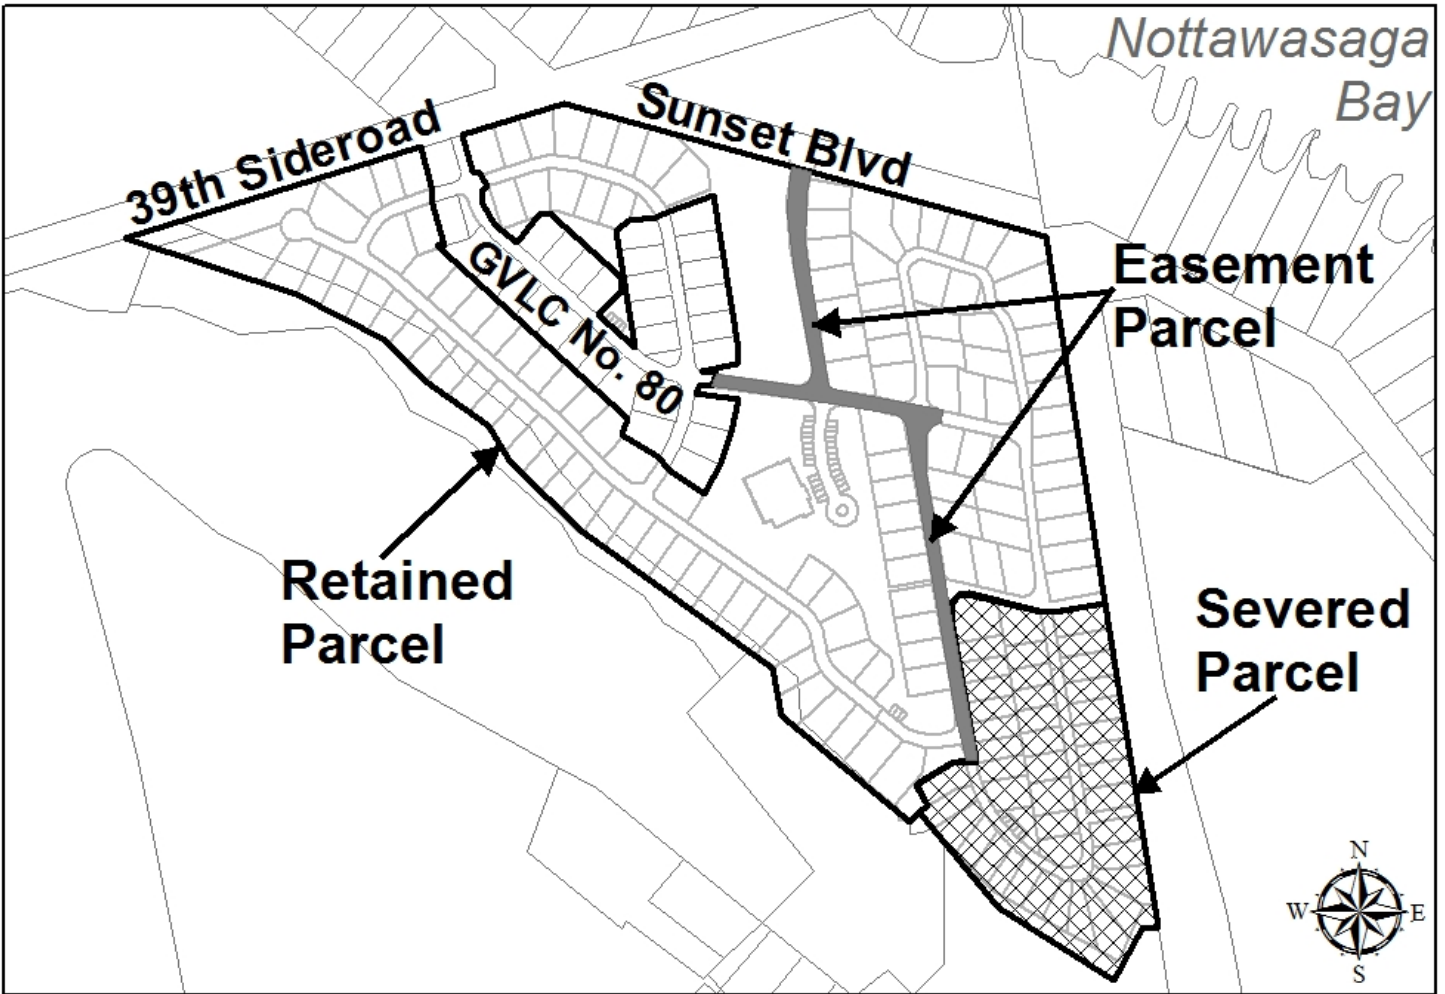 Nottawasaga
Bay
Sunset Blvd
39th Sideroad
GVLC No. 80
Easement
Parcel
Retained
Parcel
Severed
Parcel
N
W E
S